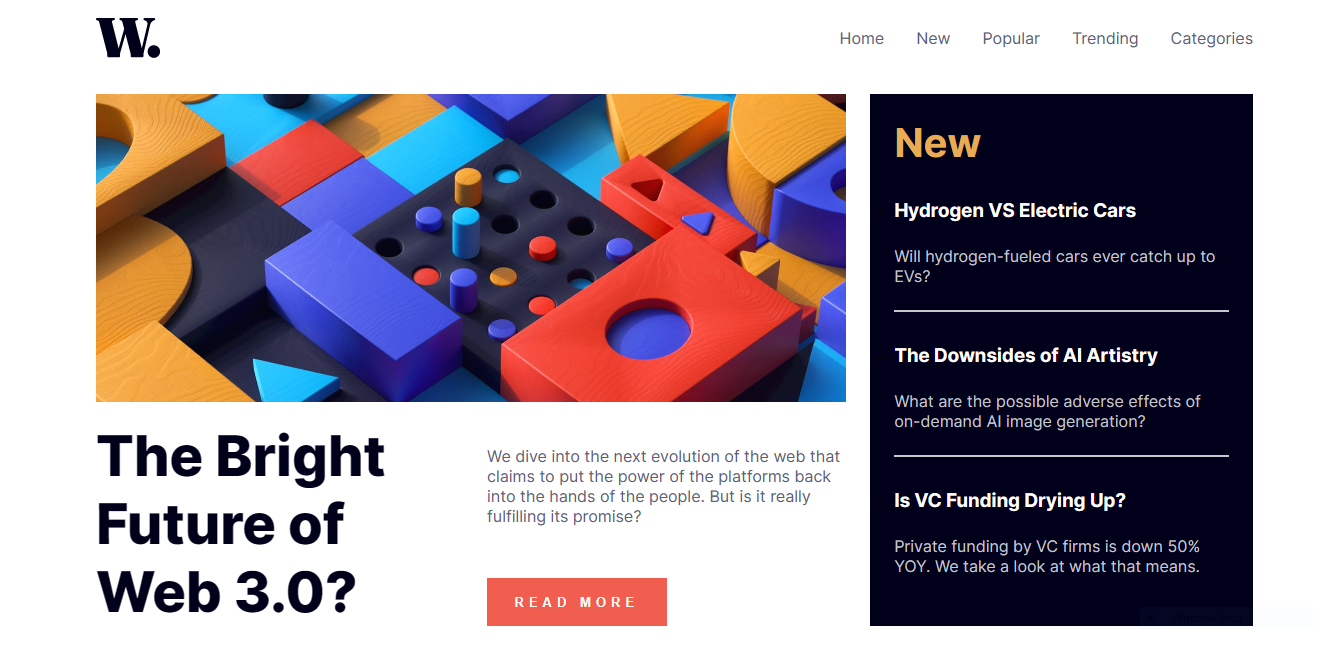 W.
Home New Popular Trending Categories
The Bright
Future of
Web 3.0?
We dive into the next evolution of the web that
claims to put the power of the platforms back
into the hands of the people. But is it really
fulfilling its promise?
READ MORE
New
Hydrogen VS Electric Cars
Will hydrogen-fueled cars ever catch up to
EVs?
The Downsides of AI Artistry
What are the possible adverse effects of
on-demand AI image generation?
Is VC Funding Drying Up?
Private funding by VC firms is down 50%
YOY. We take a look at what that means.